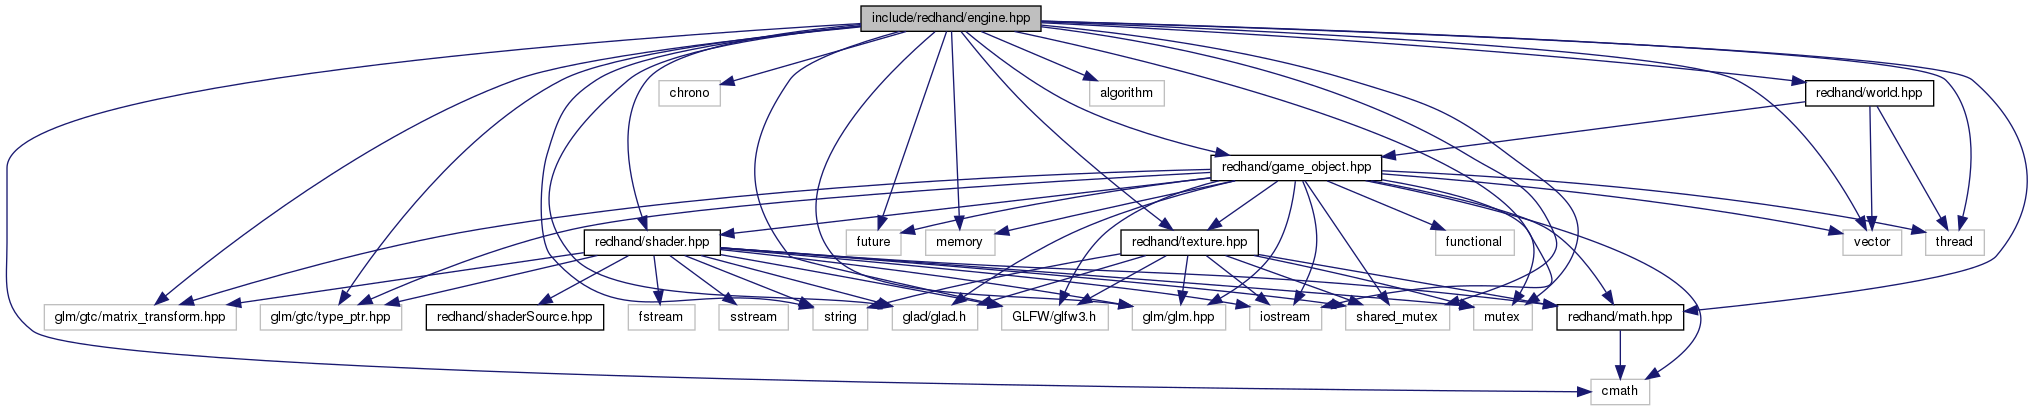 include/redhand/engine.hpp
chrono
algorithm
redhand/world.hpp
redhand/game_object.hpp
redhand/shader.hpp
future
memory
redhand/texture.hpp
functional
vector
thread
glm/gtc/matrix_transform.hpp
glm/gtc/type_ptr.hpp
redhand/shaderSource.hpp
fstream
sstream
string
glad/glad.h
GLFW/glfw3.h
glm/glm.hpp
iostream
shared_mutex
mutex
redhand/math.hpp
cmath